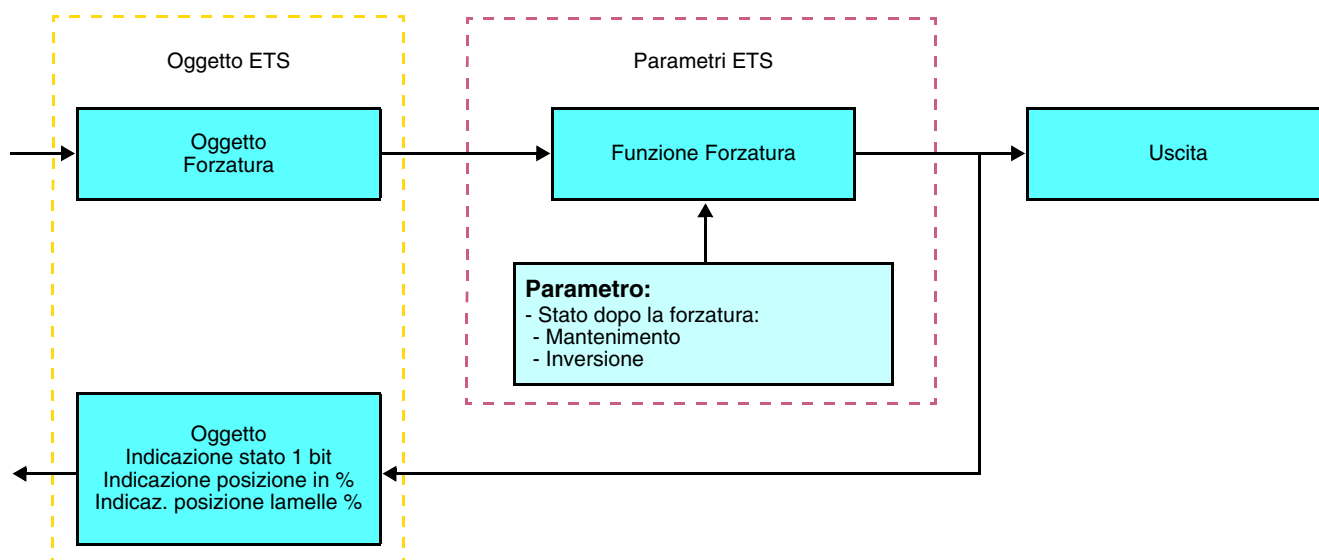 Oggetto ETS
Parametri ETS
Oggetto
Forzatura
Funzione Forzatura
Uscita
Parametro:
- Stato dopo la forzatura:
- Mantenimento
- Inversione
Oggetto
Indicazione stato 1 bit
Indicazione posizione in %
Indicaz. posizione lamelle %